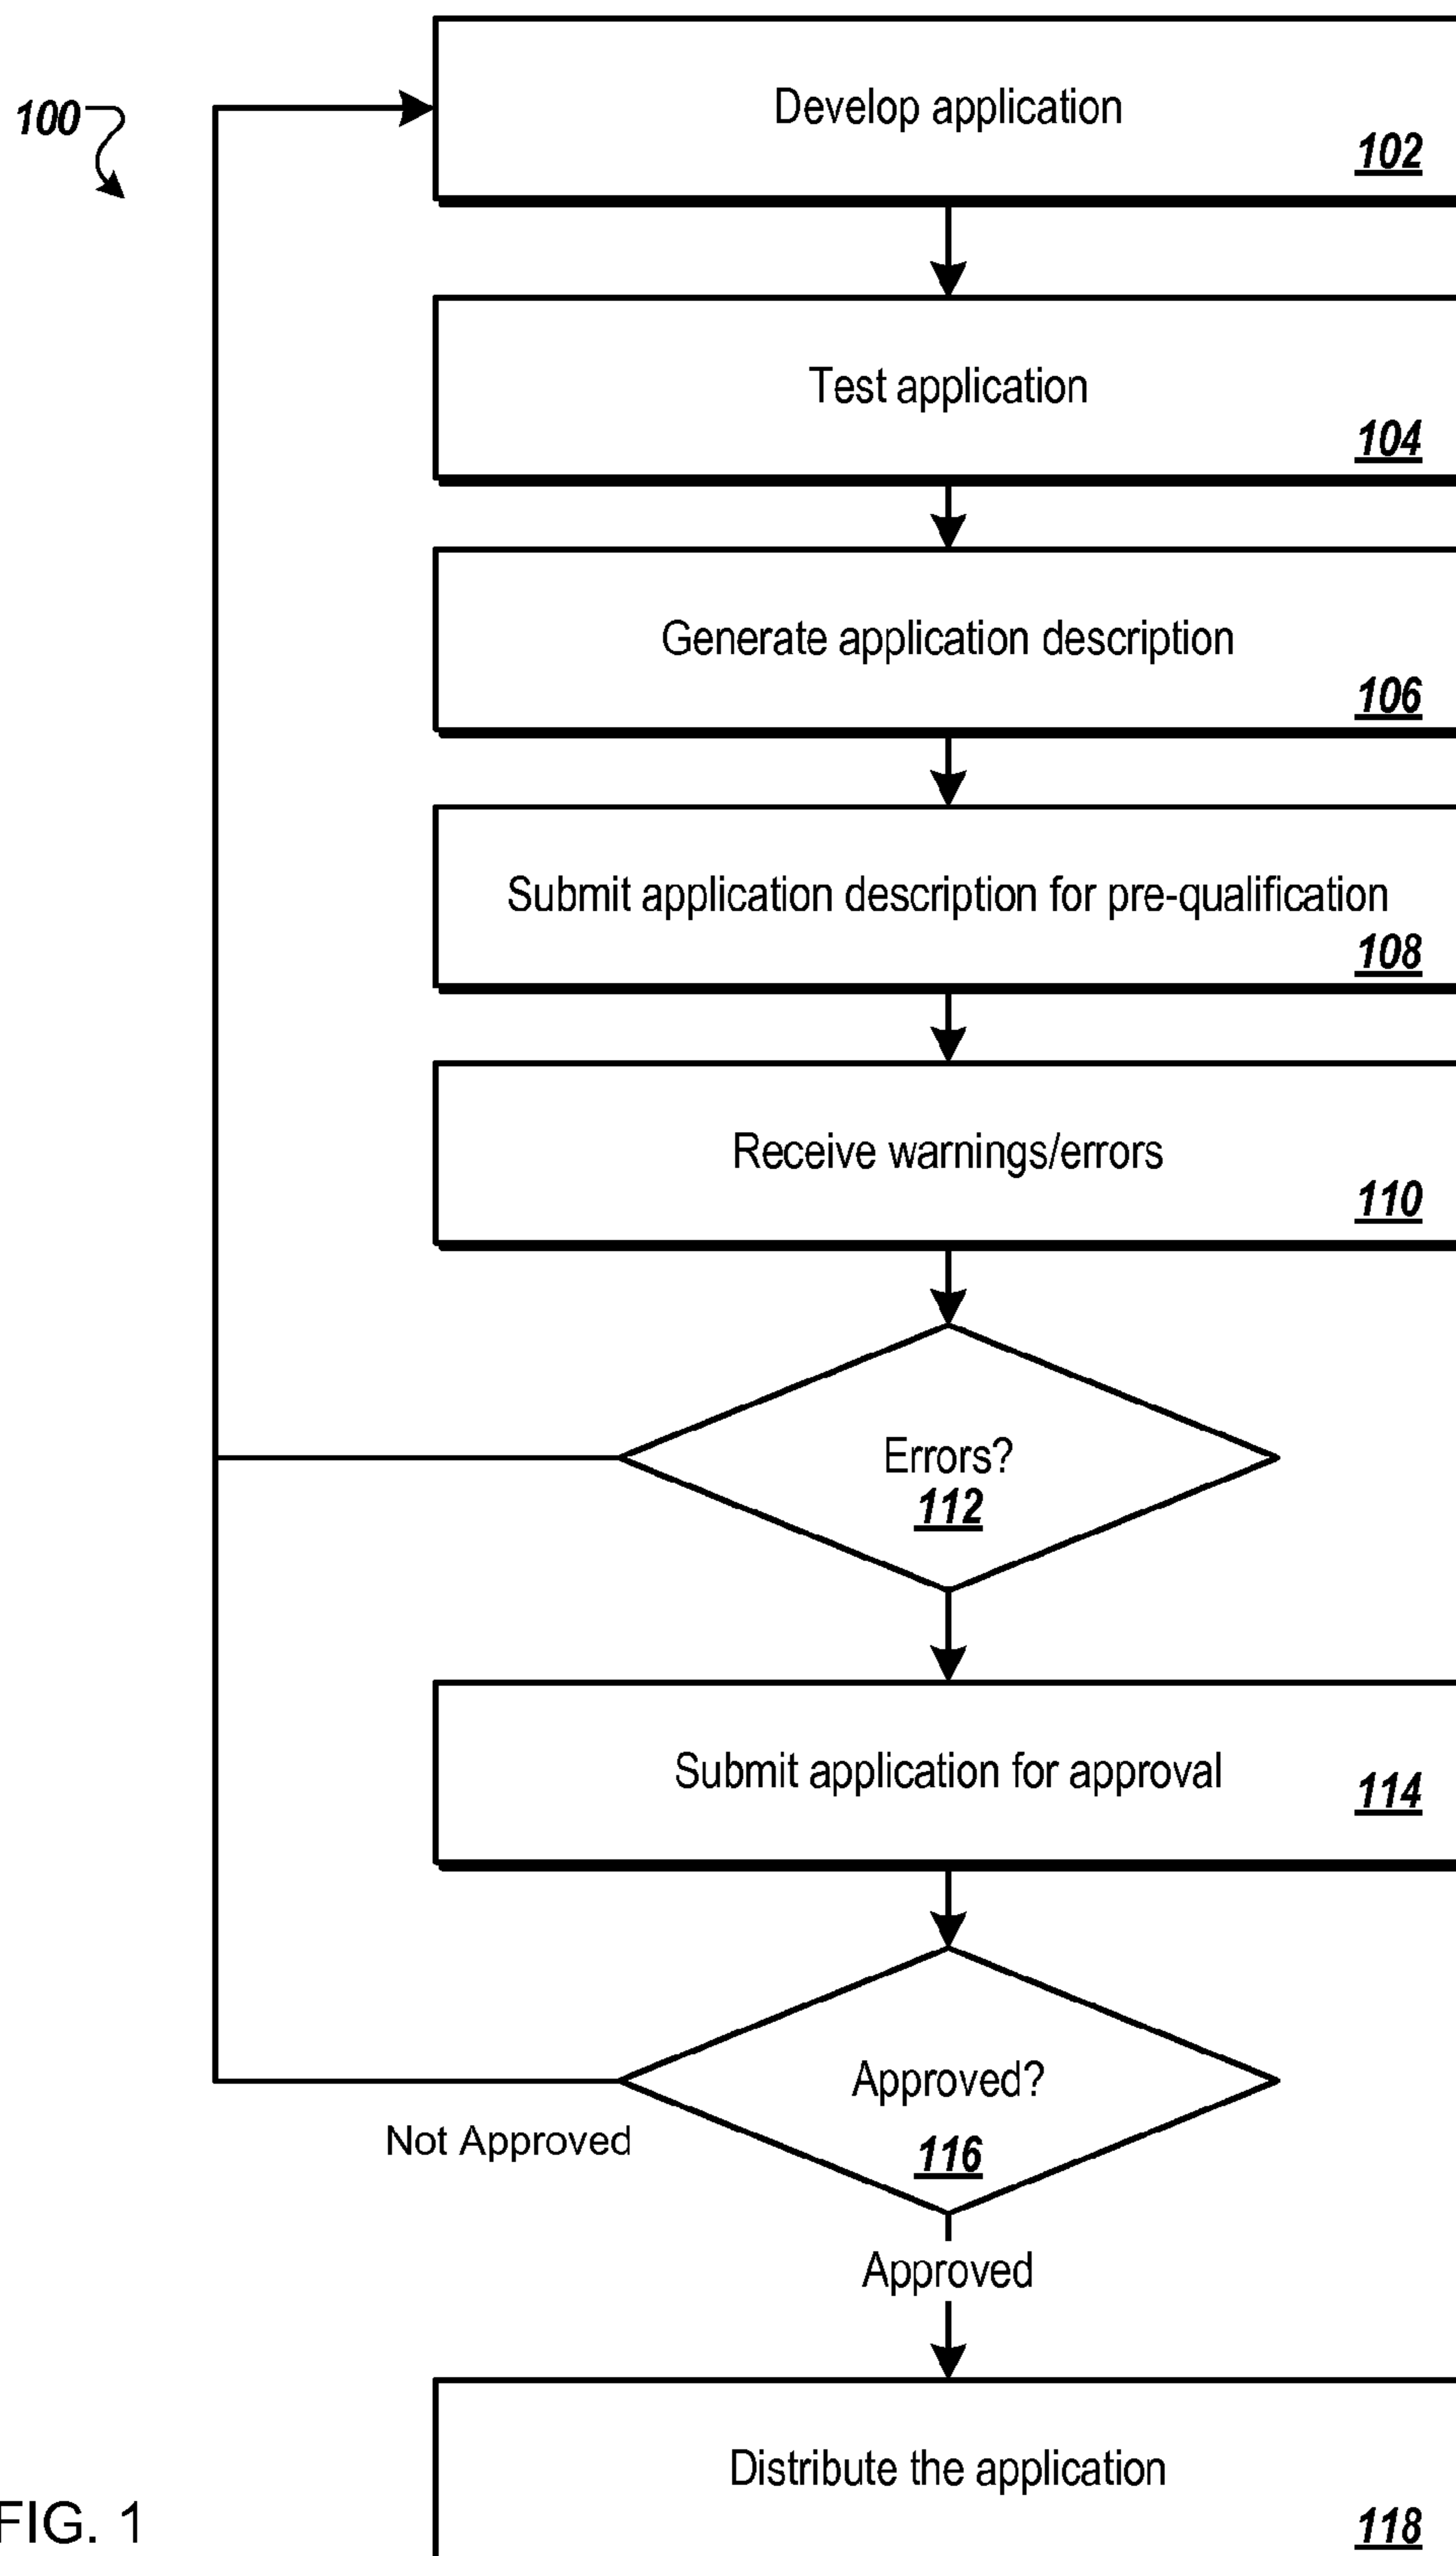 100
Develop application
102
Test application
104
Generate application description
106
Submit application description for pre-qualification
108
Receive warnings/errors
110
Errors?
112
Submit application for approval
114
Approved?
116
Not Approved
Approved
Distribute the application
118
FIG. 1